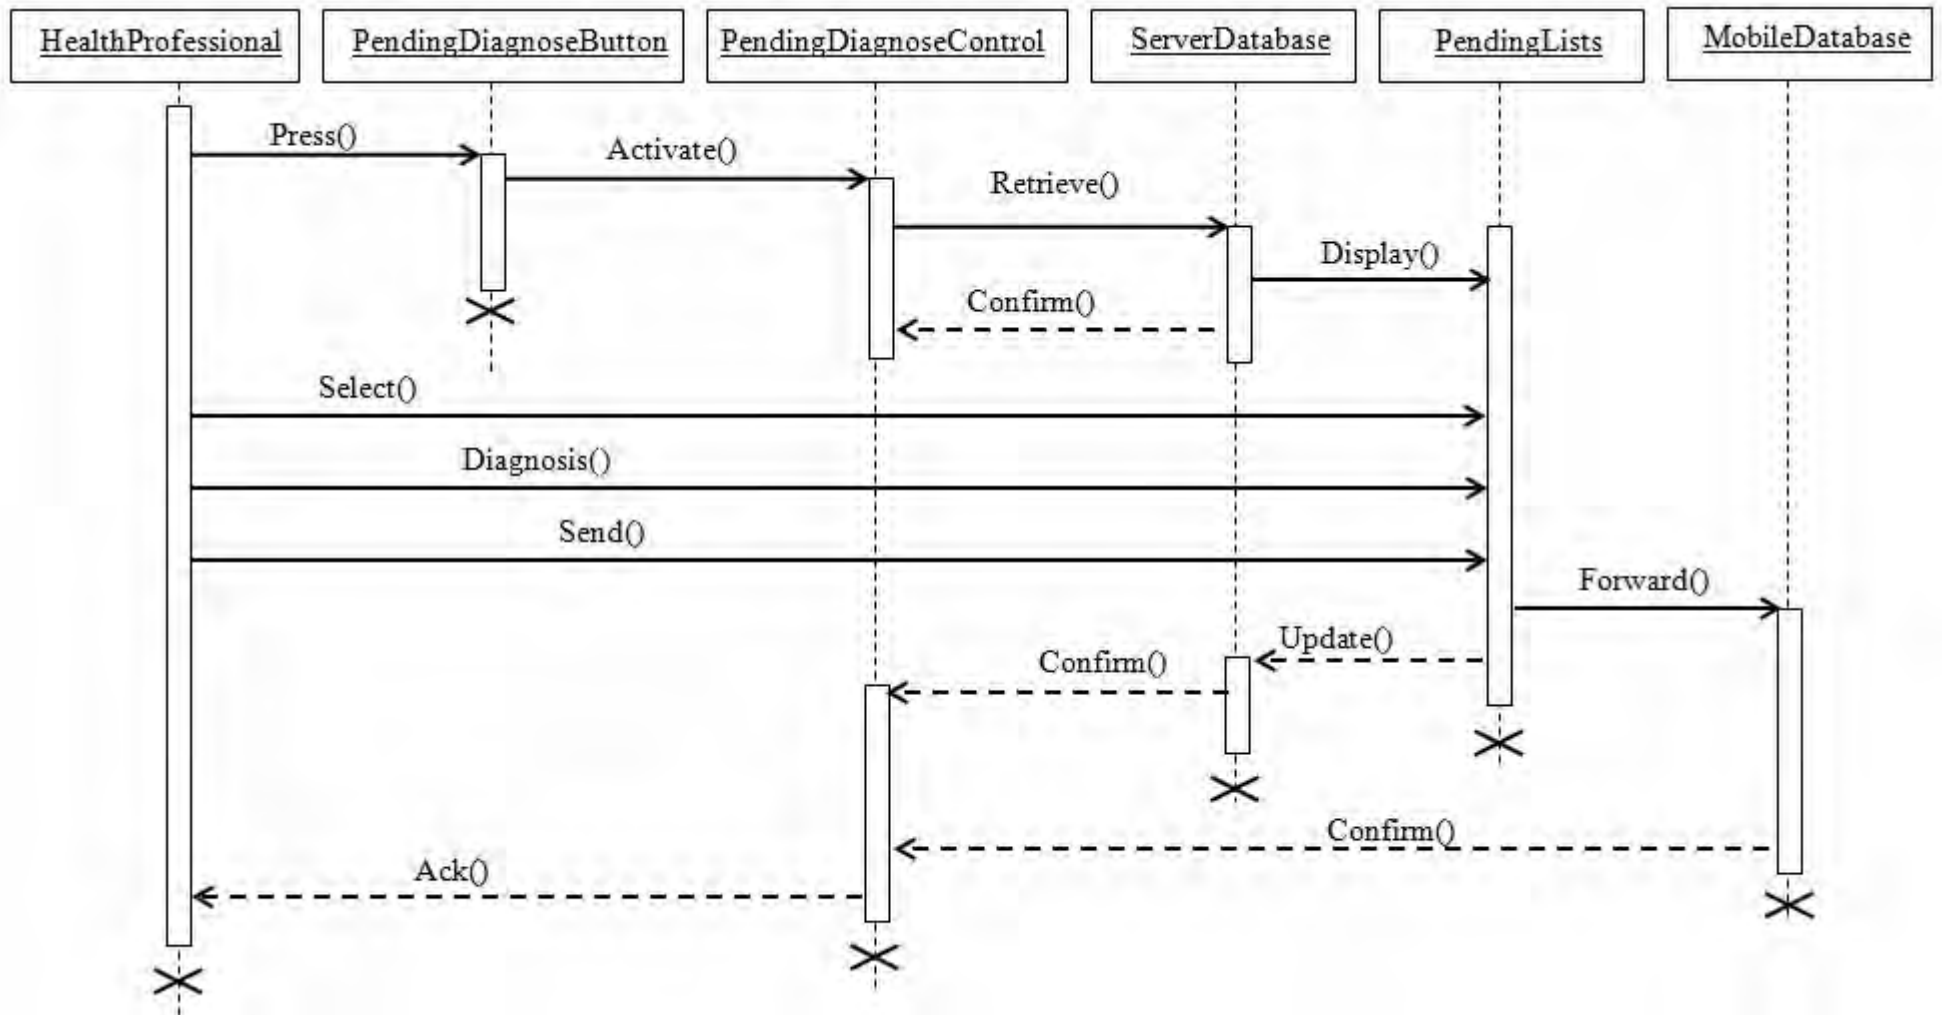 HealthProfessional
PendingDiagnoseButton
PendingDiagnoseControl
ServerDatabase
PendingLists
MobileDatabase
Press()
Activate()
Retrieve()
Display()
Confirm()
Select()
Diagnosis()
Send()
Forward()
Update()
Confirm()
Confirm()
Ack()